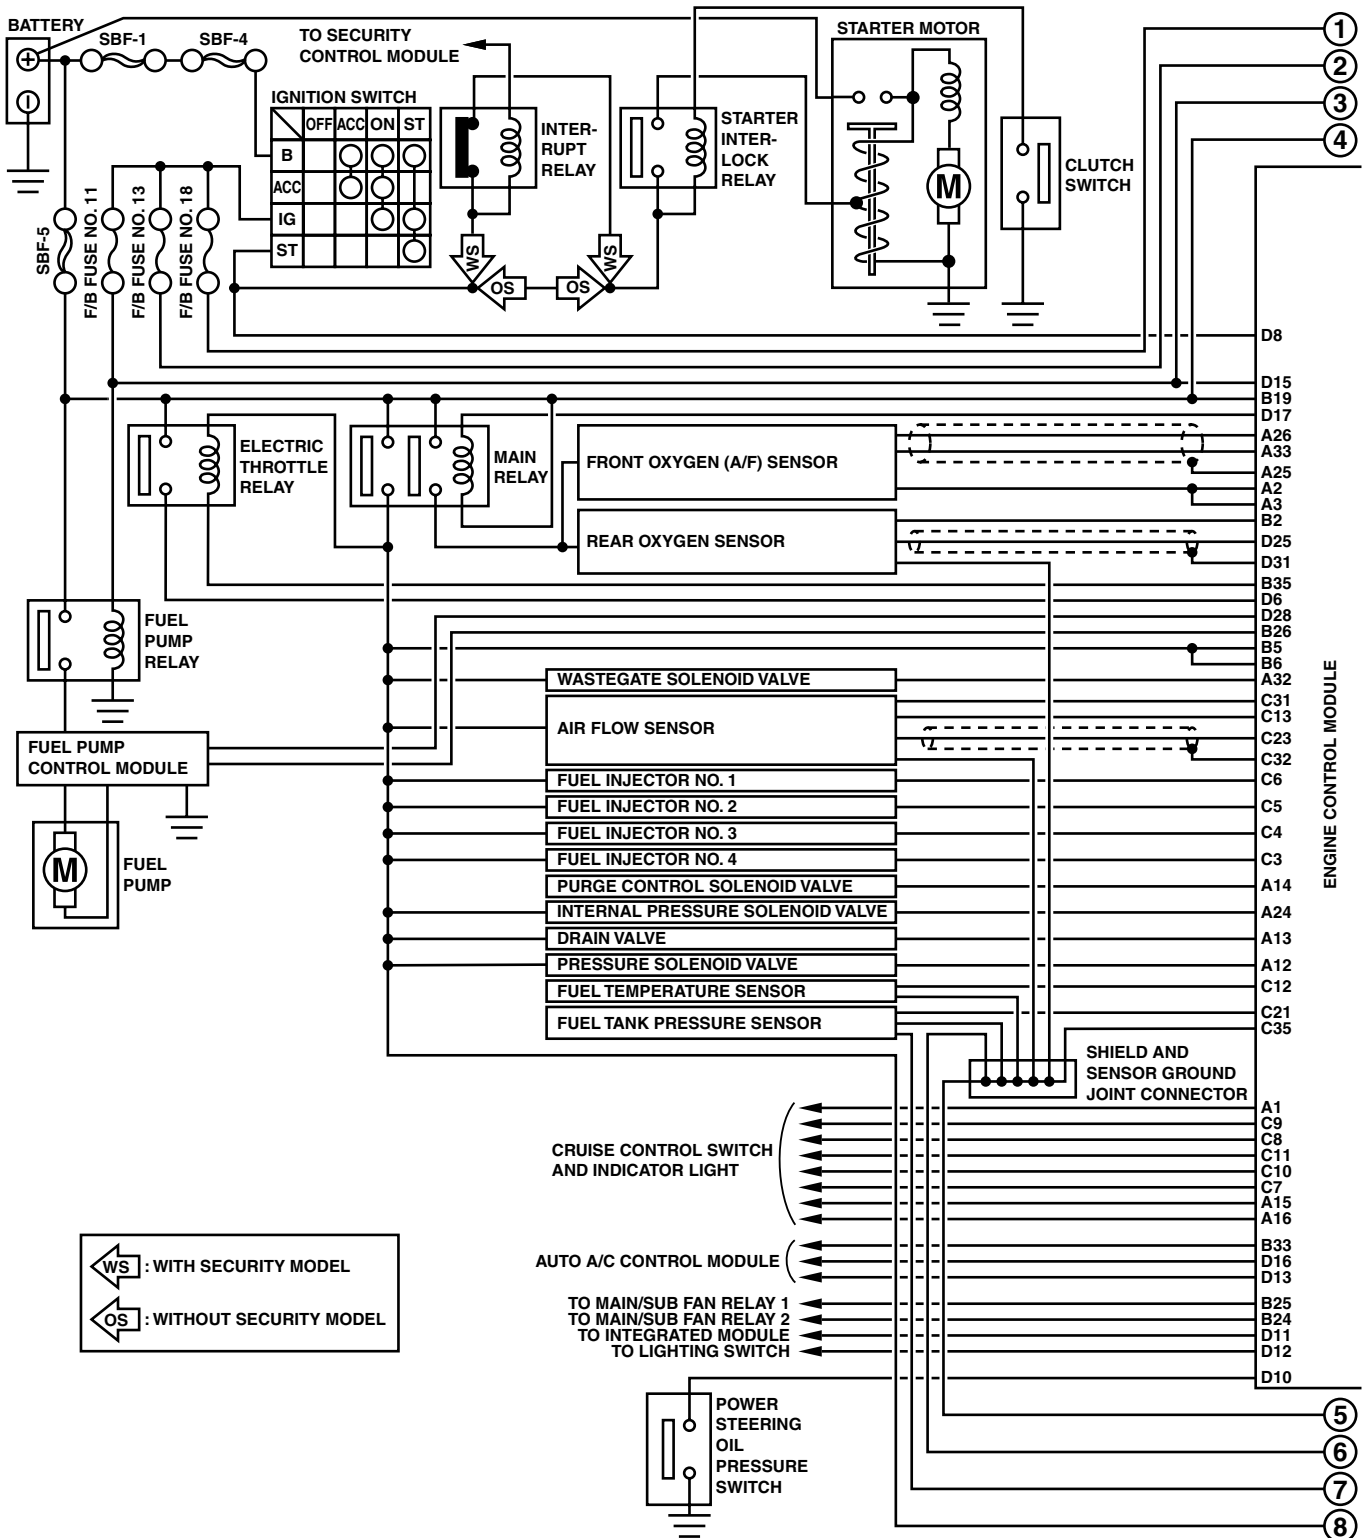 BATTERY
SBF-1
SBF-4
TO SECURITY
CONTROL MODULE
STARTER MOTOR
1
2
3
4
IGNITION SWITCH
OFF ACC ON ST
B
ACC
IG
ST
INTER-
RUPT
RELAY
STARTER
INTER-
LOCK
RELAY
M
CLUTCH
SWITCH
SBF-5
F/B FUSE NO. 11
F/B FUSE NO. 13
F/B FUSE NO. 18
WS
OS
OS
WS
D8
D15
B19
D17
A26
A33
A25
A2
A3
B2
D25
D31
B35
D6
D28
B26
B5
B6
A32
C31
C13
C23
C32
C6
C5
C4
C3
A14
A24
A13
A12
C12
C21
C35
ELECTRIC
THROTTLE
RELAY
MAIN
RELAY
FRONT OXYGEN (A/F) SENSOR
REAR OXYGEN SENSOR
FUEL
PUMP
RELAY
FUEL PUMP
CONTROL MODULE
M
FUEL
PUMP
WASTEGATE SOLENOID VALVE
AIR FLOW SENSOR
FUEL INJECTOR NO. 1
FUEL INJECTOR NO. 2
FUEL INJECTOR NO. 3
FUEL INJECTOR NO. 4
PURGE CONTROL SOLENOID VALVE
INTERNAL PRESSURE SOLENOID VALVE
DRAIN VALVE
PRESSURE SOLENOID VALVE
FUEL TEMPERATURE SENSOR
FUEL TANK PRESSURE SENSOR
ENGINE CONTROL MODULE
SHIELD AND
SENSOR GROUND
JOINT CONNECTOR
CRUISE CONTROL SWITCH
AND INDICATOR LIGHT
A1
C9
C8
C11
C10
C7
A15
A16
AUTO A/C CONTROL MODULE
B33
D16
D13
TO MAIN/SUB FAN RELAY 1
TO MAIN/SUB FAN RELAY 2
TO INTEGRATED MODULE
TO LIGHTING SWITCH
B25
B24
D11
D12
D10
WS : WITH SECURITY MODEL
OS : WITHOUT SECURITY MODEL
POWER
STEERING
OIL
PRESSURE
SWITCH
5
6
7
8